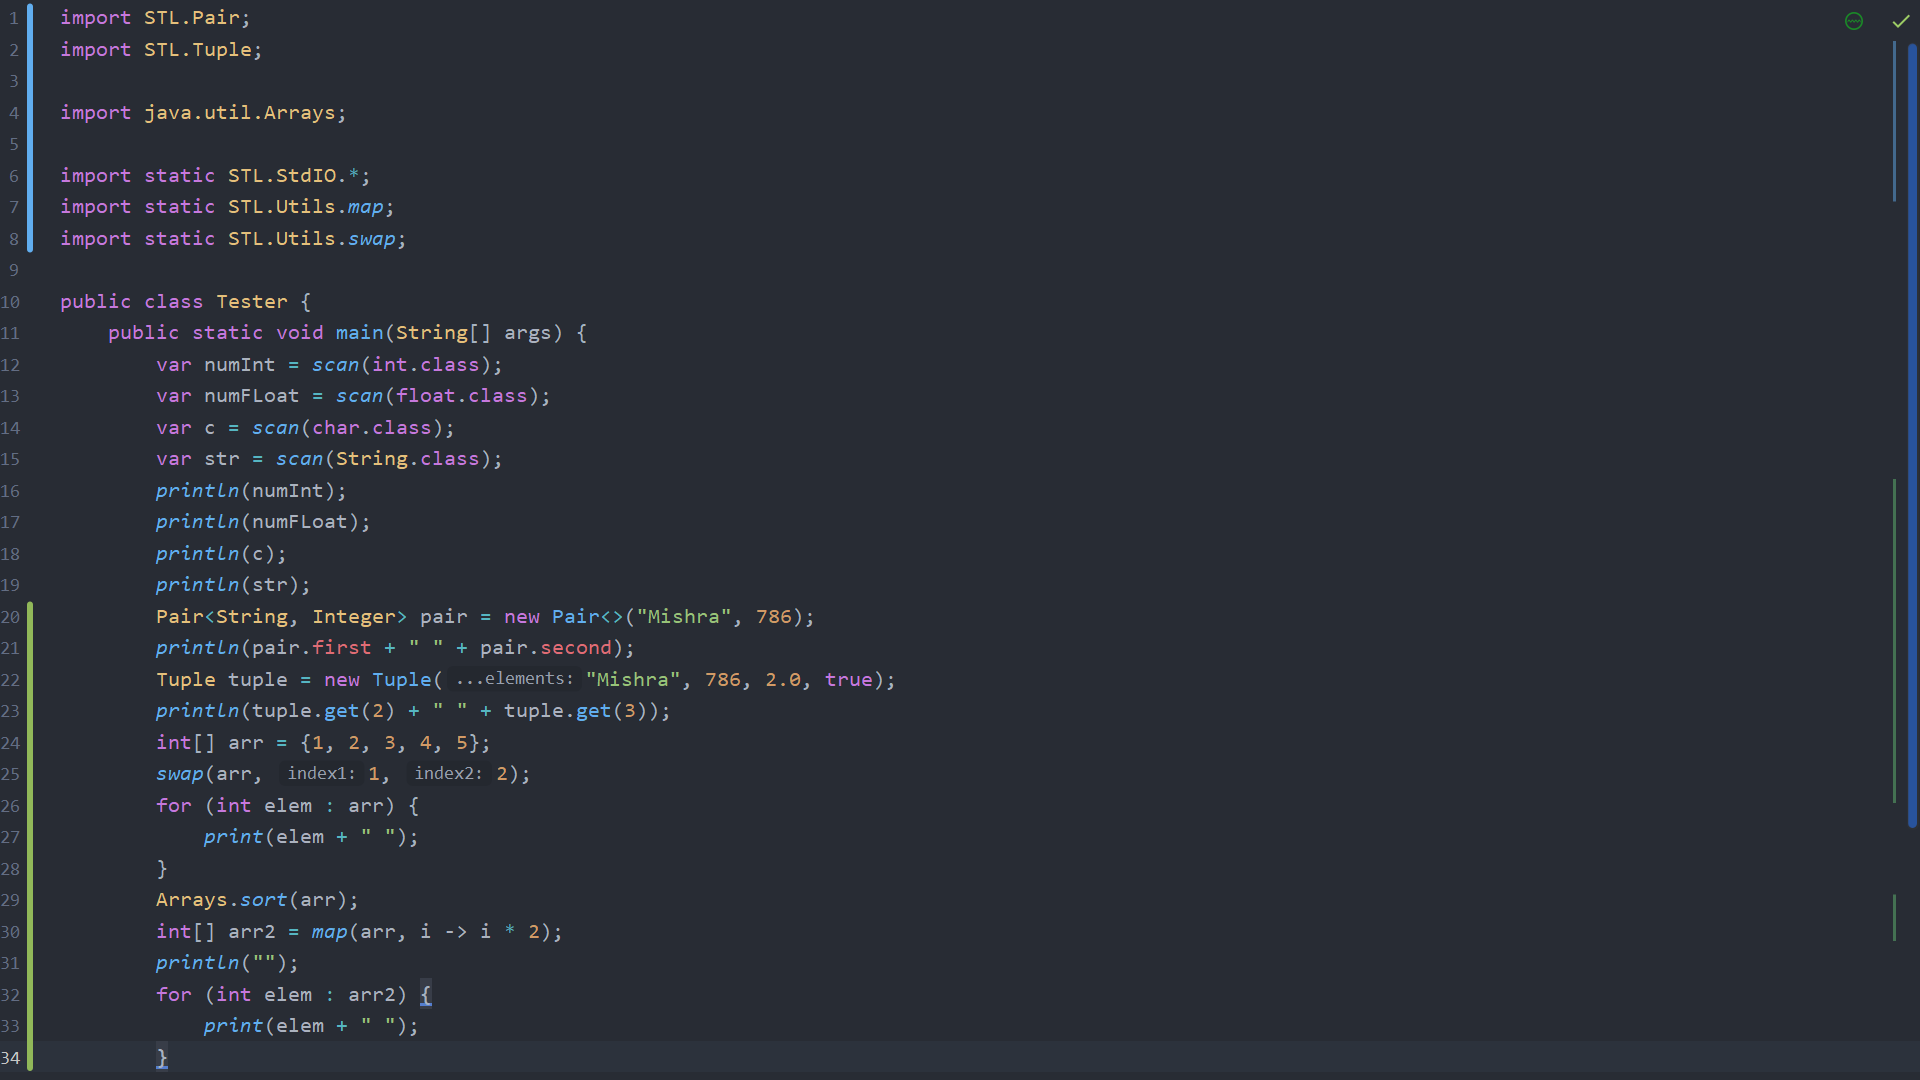 1 import STL.Pair;
2 import STL.Tuple;
3
4 import java.util.Arrays;
5
6 import static STL.StdIO.*;
7 import static STL.Utils.map;
8 import static STL.Utils.swap;
9
10 public class Tester {
11     public static void main(String[] args) {
12         var numInt = scan(int.class);
13         var numFLoat = scan(float.class);
14         var c = scan(char.class);
15         var str = scan(String.class);
16         println(numInt);
17         println(numFLoat);
18         println(c);
19         println(str);
20         Pair<String, Integer> pair = new Pair<>("Mishra", 786);
21         println(pair.first + " " + pair.second);
22         Tuple tuple = new Tuple( ...elements: "Mishra", 786, 2.0, true);
23         println(tuple.get(2) + " " + tuple.get(3));
24         int[] arr = {1, 2, 3, 4, 5};
25         swap(arr, index1: 1, index2: 2);
26         for (int elem : arr) {
27             print(elem + " ");
28         }
29         Arrays.sort(arr);
30         int[] arr2 = map(arr, i -> i * 2);
31         println("");
32         for (int elem : arr2) {
33             print(elem + " ");
34         }